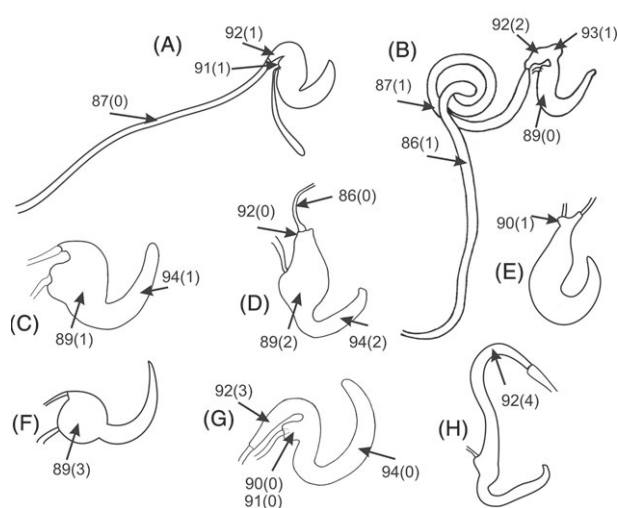 (A)
92(1)
91(1)
87(0)
(B)
92(2)
93(1)
87(1)
89(0)
86(1)
(C)
94(1)
89(1)
(D)
92(0)
86(0)
89(2)
94(2)
(E)
90(1)
(F)
89(3)
(G)
92(3)
90(0)
91(0)
94(0)
(H)
92(4)